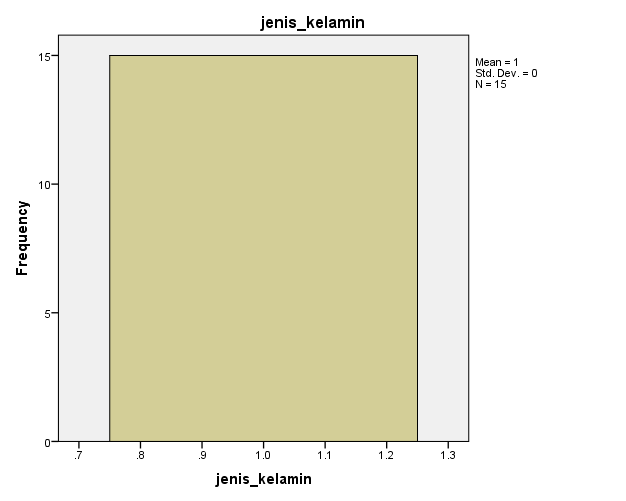 jenis_kelamin
Mean = 1
Std. Dev. = 0
N = 15
Frequency
15
10
5
0
.7 .8 .9 1.0 1.1 1.2 1.3
jenis_kelamin